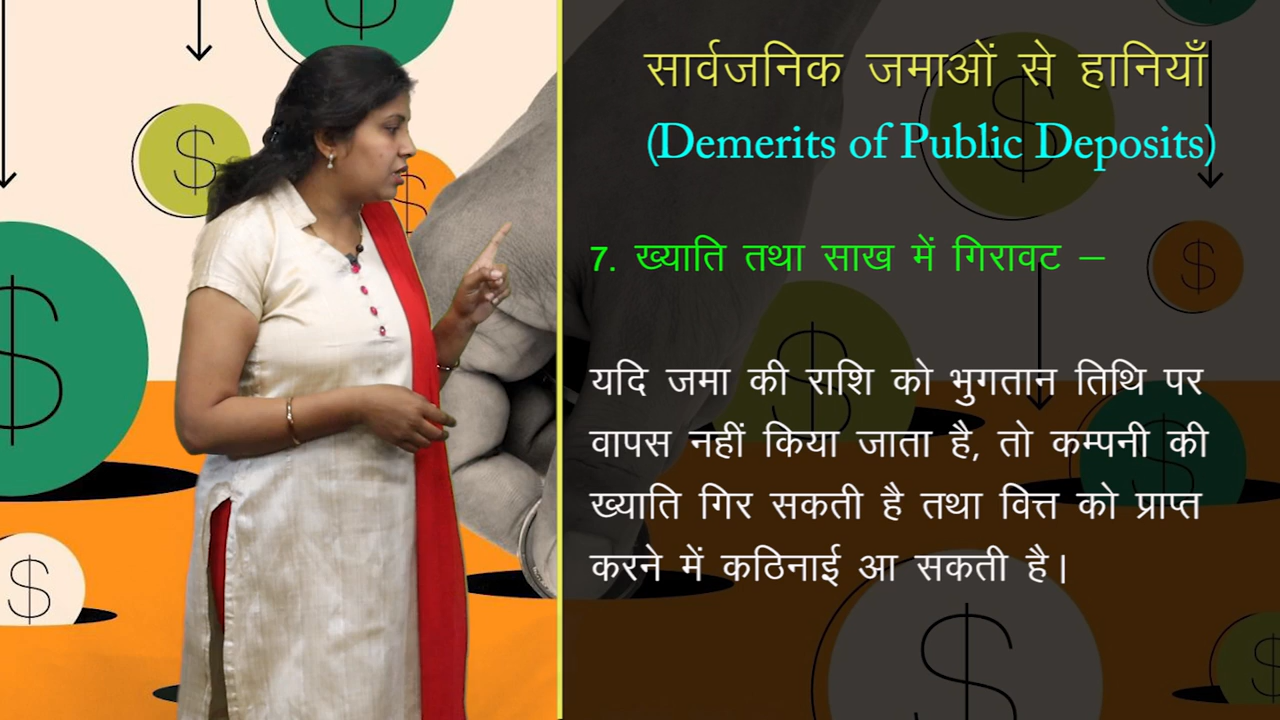 सार्वजनिक जमाओं से हानियाँ
(Demerits of Public Deposits)
7. ख्याति तथा साख में गिरावट –
यदि जमा की राशि को भुगतान तिथि पर
वापस नहीं किया जाता है, तो कम्पनी की
ख्याति गिर सकती है तथा वित्त को प्राप्त
करने में कठिनाई आ सकती है।